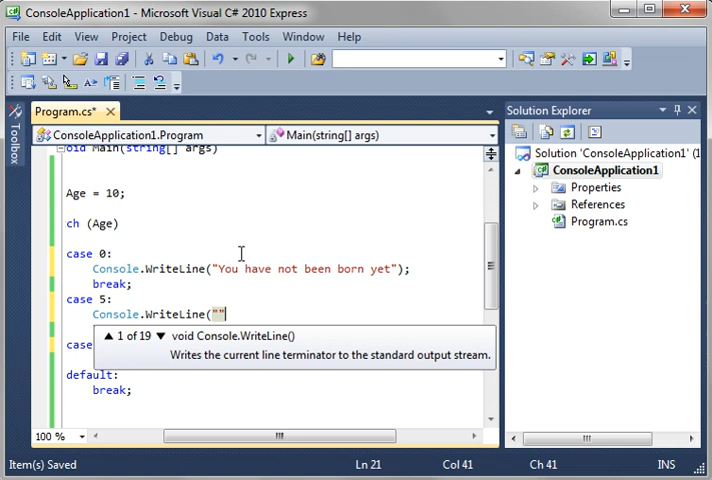 ConsoleApplication1 - Microsoft Visual C# 2010 Express
File Edit View Project Debug Data Tools Window Help
Program.cs* Solution Explorer
ConsoleApplication1.Program Main(string[] args)
Toolbox
oid Main(string[] args)
Age = 10;
ch (Age)
case 0:
Console.WriteLine("You have not been born yet");
break;
case 5:
Console.WriteLine(""
1 of 19 void Console.WriteLine()
Writes the current line terminator to the standard output stream.
case
default:
break;
100 %
Solution 'ConsoleApplication1' (1
ConsoleApplication1
Properties
References
Program.cs
Item(s) Saved Ln 21 Col 41 Ch 41 INS